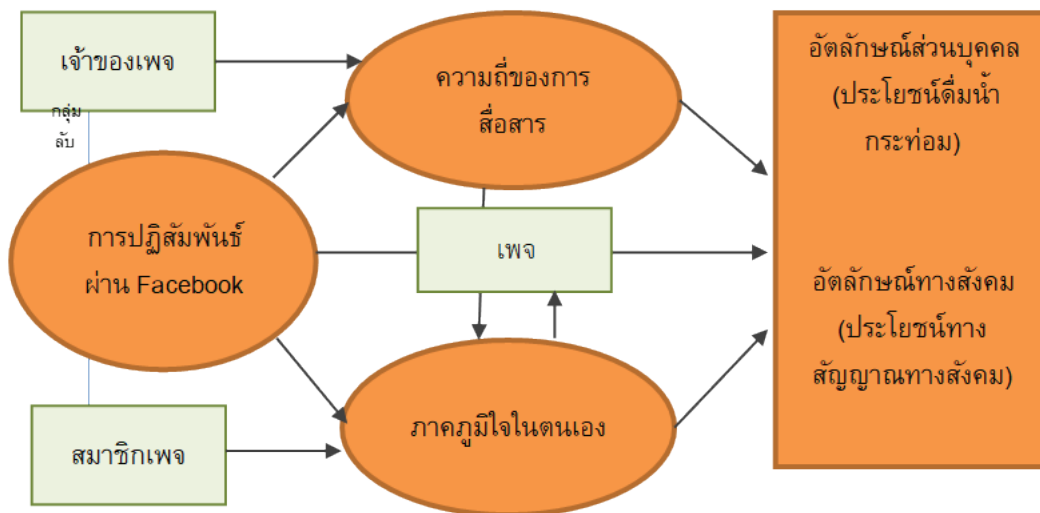 เจ้าของเพจ
กลุ่ม
ลับ
ความถี่ของการ
สื่อสาร
อัตลักษณ์ส่วนบุคคล
(ประโยชน์ดื่มน้ำ
กระท่อม)
การปฏิสัมพันธ์
ผ่าน Facebook
เพจ
อัตลักษณ์ทางสังคม
(ประโยชน์ทาง
สัญญาณทางสังคม)
สมาชิกเพจ
ภาคภูมิใจในตนเอง